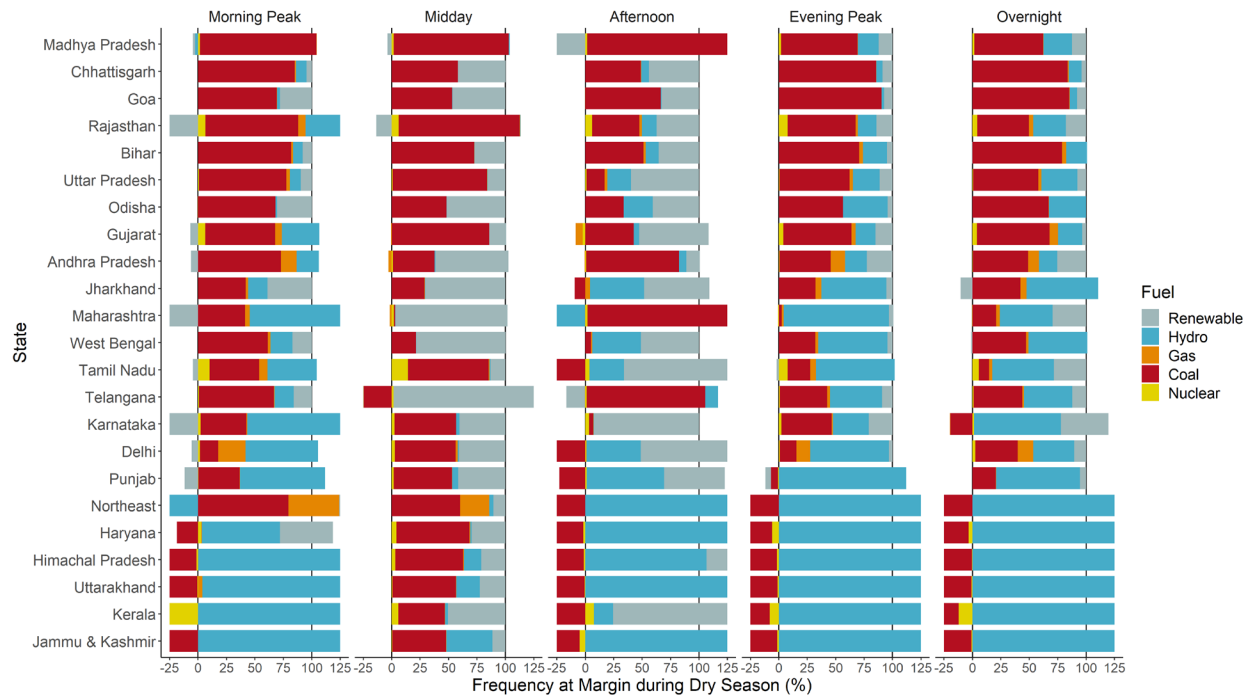 Morning Peak Midday Afternoon Evening Peak Overnight
Madhya Pradesh
Chhattisgarh
Goa
Rajasthan
Bihar
Uttar Pradesh
Odisha
Gujarat
Andhra Pradesh
Jharkhand
Maharashtra
West Bengal
Tamil Nadu
Telangana
Karnataka
Delhi
Punjab
Northeast
Haryana
Himachal Pradesh
Uttarakhand
Kerala
Jammu & Kashmir
State
Fuel
Renewable
Hydro
Gas
Coal
Nuclear
-25 0 25 50 75 100 125 -25 0 25 50 75 100 125 -25 0 25 50 75 100 125 -25 0 25 50 75 100 125 -25 0 25 50 75 100 125
Frequency at Margin during Dry Season (%)